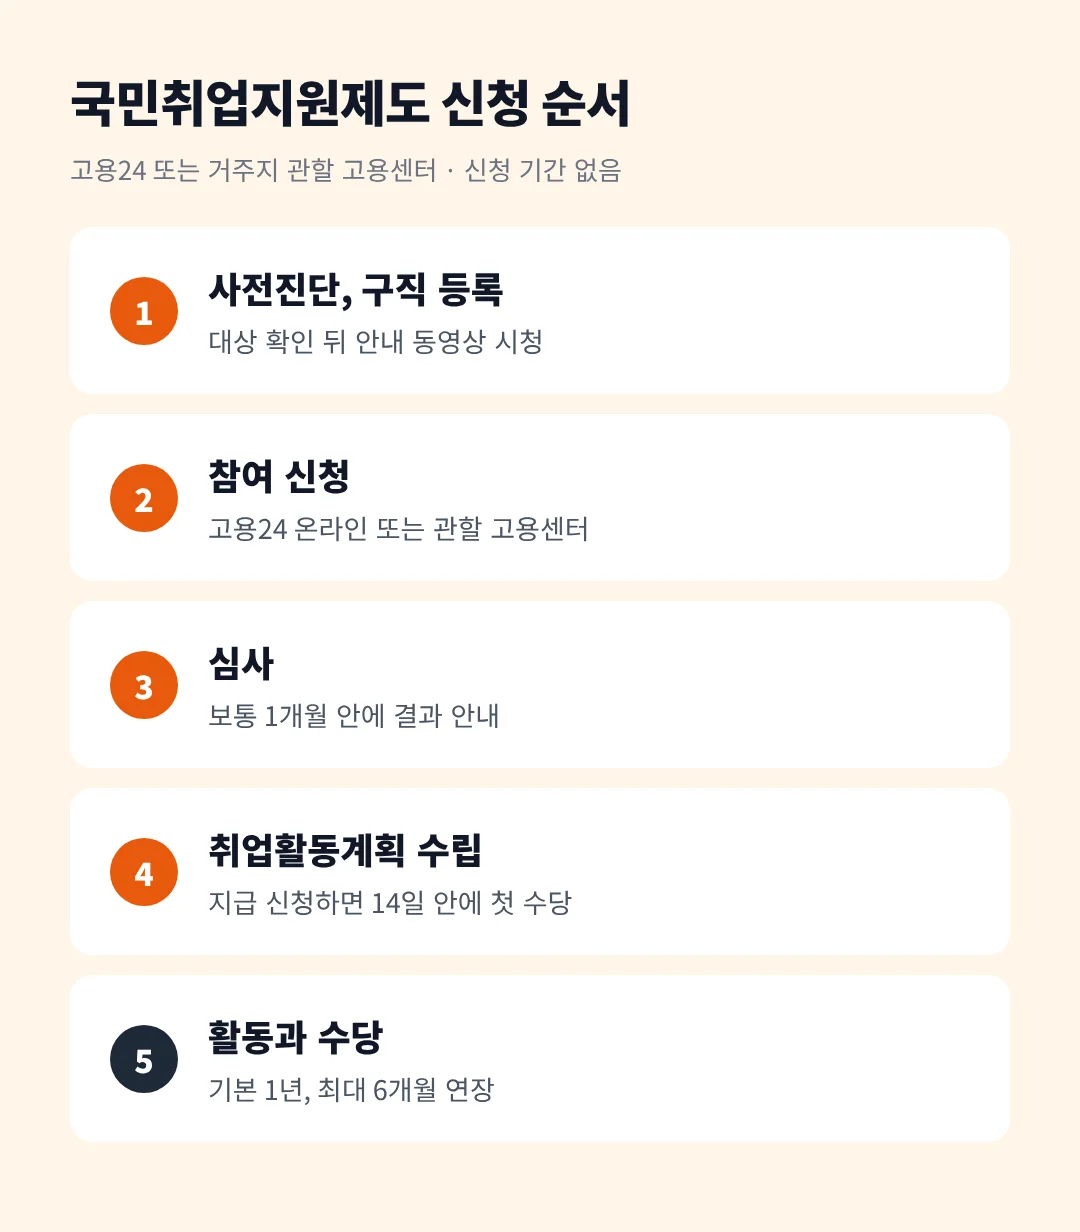 국민취업지원제도 신청 순서
고용24 또는 거주지 관할 고용센터 · 신청 기간 없음
1
사전진단, 구직 등록
대상 확인 뒤 안내 동영상 시청
2
참여 신청
고용24 온라인 또는 관할 고용센터
3
심사
보통 1개월 안에 결과 안내
4
취업활동계획 수립
지급 신청하면 14일 안에 첫 수당
5
활동과 수당
기본 1년, 최대 6개월 연장